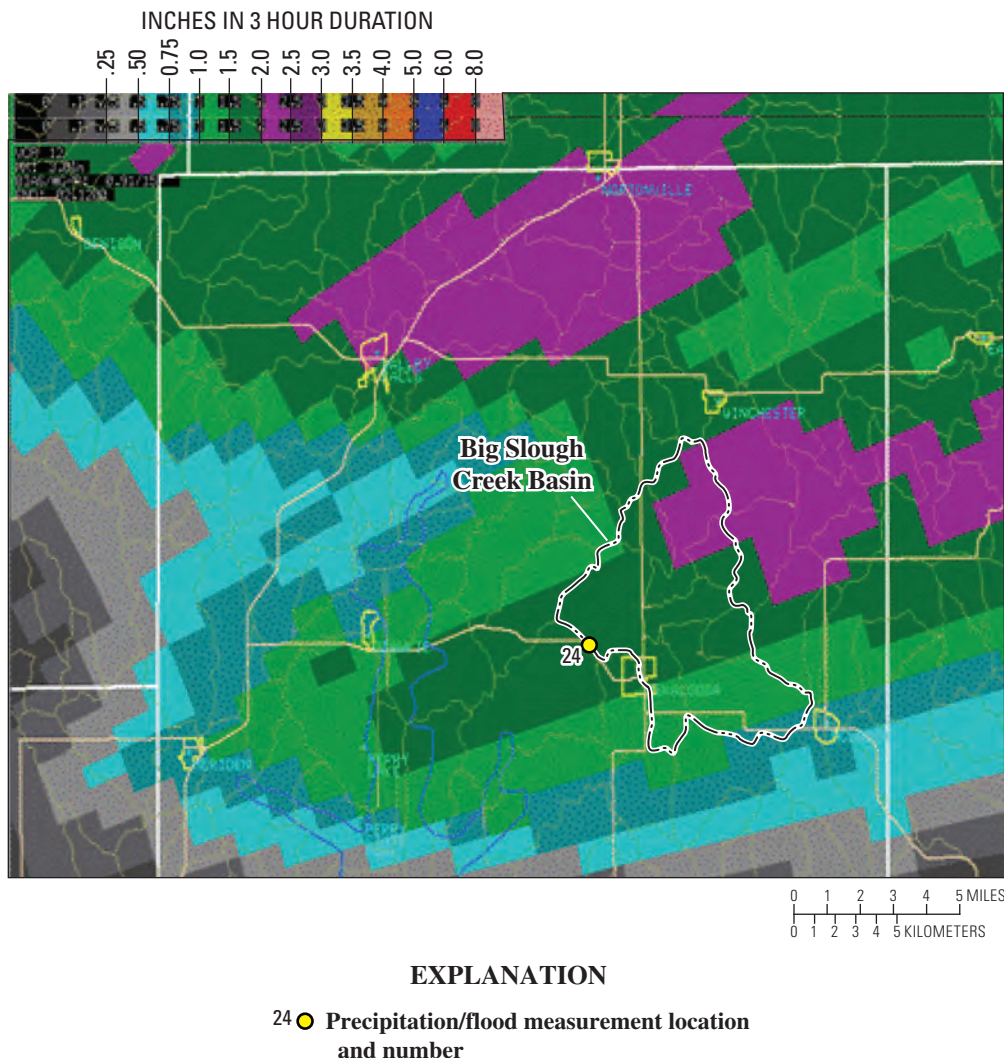 INCHES IN 3 HOUR DURATION
.25 .50 0.75 1.0 1.5 2.0 2.5 3.0 3.5 4.0 5.0 6.0 8.0
NORTONVILLE
WINCHESTER
Big Slough
Creek Basin
24
0 1 2 3 4 5 MILES
0 1 2 3 4 5 KILOMETERS
EXPLANATION
24 Precipitation/flood measurement location
and number